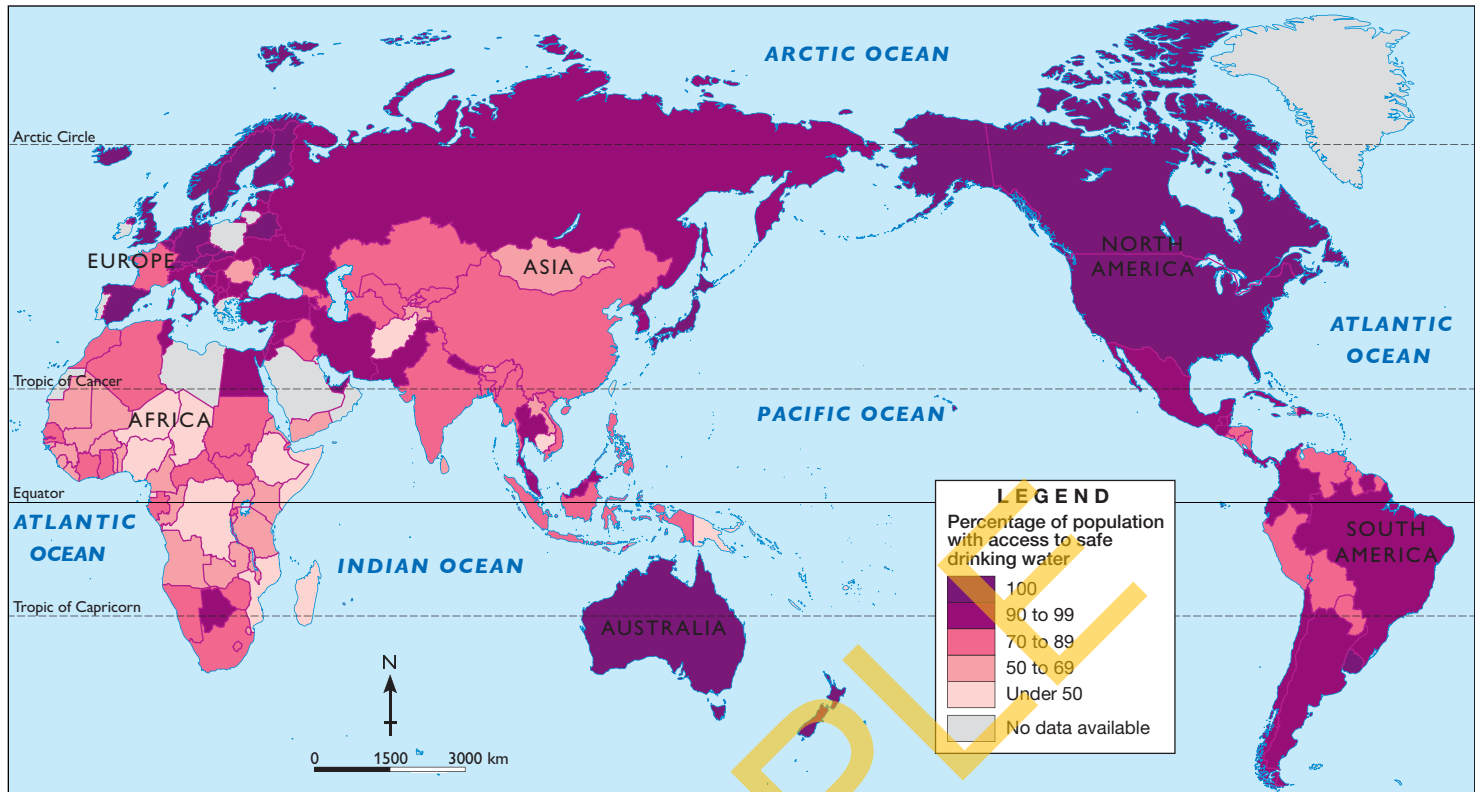 ARCTIC OCEAN
Arctic Circle
EUROPE
ASIA
NORTH
AMERICA
ATLANTIC
OCEAN
Tropic of Cancer
AFRICA
PACIFIC OCEAN
Equator
ATLANTIC
OCEAN
INDIAN OCEAN
SOUTH
AMERICA
Tropic of Capricorn
AUSTRALIA
N
0 1500 3000 km
LEGEND
Percentage of population
with access to safe
drinking water
100
90 to 99
70 to 89
50 to 69
Under 50
No data available
PLE